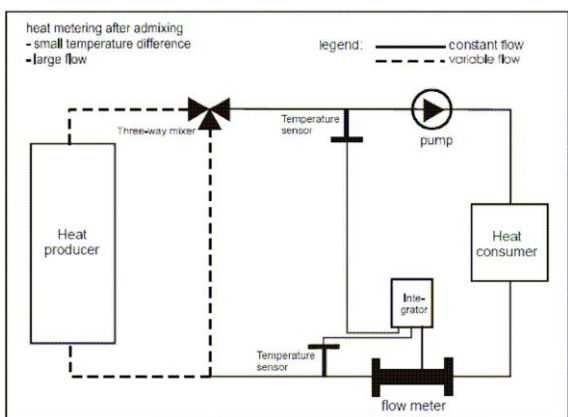 heat metering after admixing
- small temperature difference
- large flow
legend:
constant flow
variable flow
Three-way mixer
Temperature
sensor
pump
Heat
producer
Heat
consumer
Inte-
grator
Temperature
sensor
flow meter